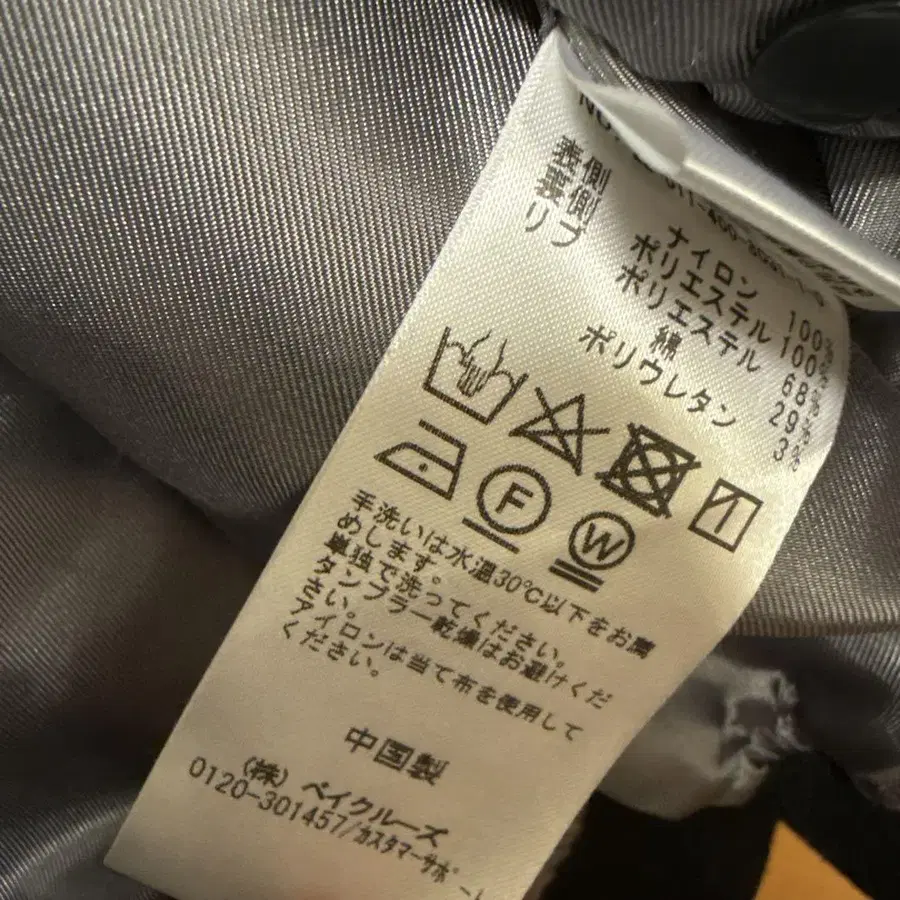 表側 ナイロン 100%
裏側 ポリエステル 100%
リブ ポリエステル 68%
綿 29%
ポリウレタン 3%
F
W
手洗いは水温30℃以下をお薦
めします。
単独で洗ってください。
タンブラー乾燥はお避けくだ
さい。
アイロンは当て布を使用して
ください。
中国製
(株) ベイクルーズ
0120-301457/カスタマーサポ